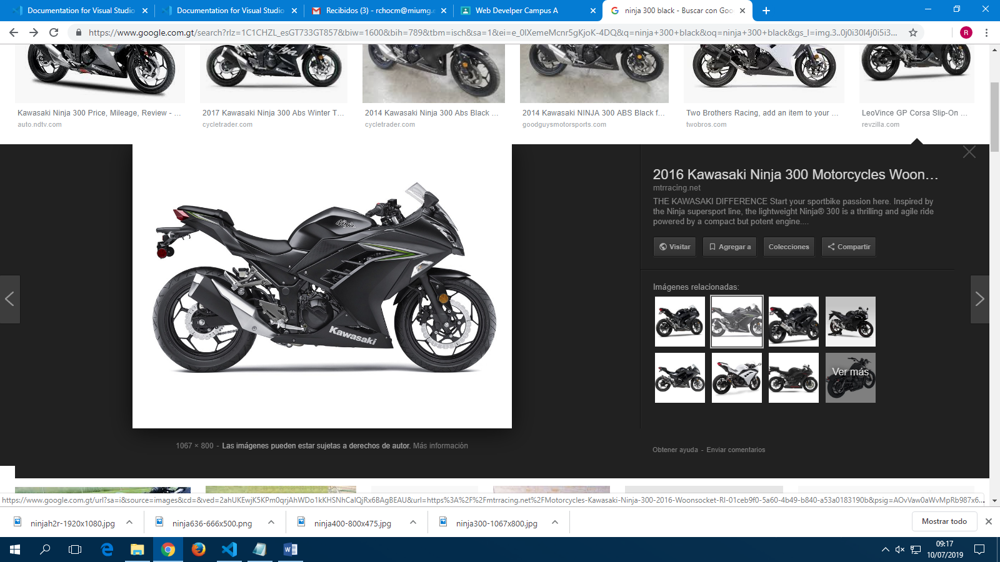 Documentation for Visual Studio
Documentation for Visual Studio
Recibidos (3) - rchocm@miumg.e
Web Develper Campus A
ninja 300 black - Buscar con Goo
https://www.google.com.gt/search?rlz=1C1CHZL_esGT733GT857&biw=1600&bih=789&tbm=isch&sa=1&ei=e_0lXemeMcnr5gKjoK-4DQ&q=ninja+300+black&oq=ninja+300+black&gs_l=img.3..0j0i30l4j0i5i3...
R
Kawasaki Ninja 300 Price, Mileage, Review - ...
auto.ndtv.com
2017 Kawasaki Ninja 300 Abs Winter T...
cycletrader.com
2014 Kawasaki Ninja 300 Abs Black ...
cycletrader.com
2014 Kawasaki NINJA 300 ABS Black f...
goodguysmotorsports.com
Two Brothers Racing, add an item to your ...
twobros.com
LeoVince GP Corsa Slip-On ...
revzilla.com
Ninja
Kawasaki
1067 × 800 - Las imágenes pueden estar sujetas a derechos de autor. Más información
2016 Kawasaki Ninja 300 Motorcycles Woon...
mtrracing.net
THE KAWASAKI DIFFERENCE Start your sportbike passion here. Inspired by
the Ninja supersport line, the lightweight Ninja® 300 is a thrilling and agile ride
powered by a compact but potent engine....
Visitar
Agregar a
Colecciones
Compartir
Imágenes relacionadas:
Ver más
Obtener ayuda - Enviar comentarios
https://www.google.com.gt/url?sa=i&source=images&cd=&ved=2ahUKEwjK5KPm0qrjAhWDo1kKHSNhCaIQjRx6BAgBEAU&url=https%3A%2F%2Fmtrracing.net%2FMotorcycles-Kawasaki-Ninja-300-2016-Woonsocket-RI-01ceb9f0-5a60-4b49-b840-a53a0183190b&psig=AOvVaw0aWvMpRb987x6...
ninjah2r-1920x1080.jpg
ninja636-666x500.png
ninja400-800x475.jpg
ninja300-1067x800.jpg
Mostrar todo
09:17
10/07/2019